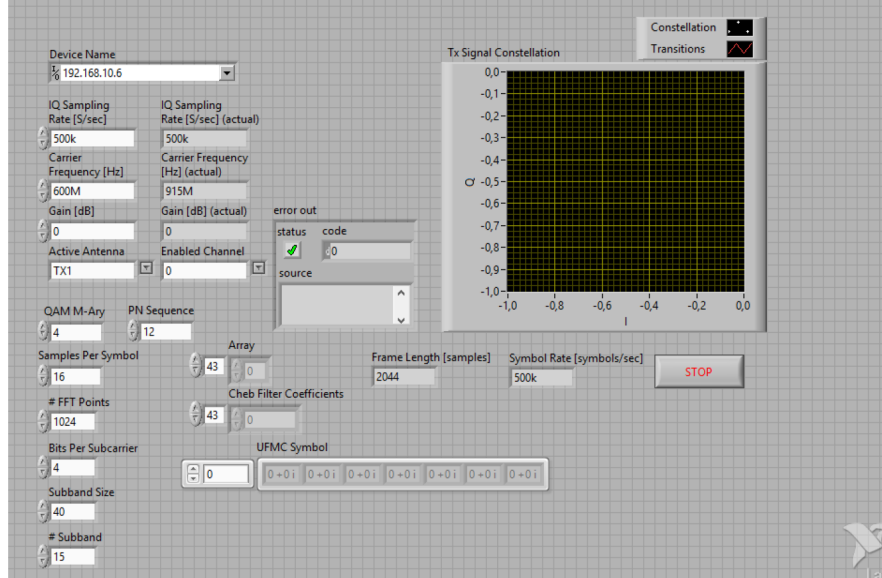 Constellation
Transitions
Device Name
192.168.10.6
Tx Signal Constellation
IQ Sampling
Rate [S/sec]
IQ Sampling
Rate [S/sec] (actual)
500k
500k
Carrier
Frequency [Hz]
Carrier Frequency
[Hz] (actual)
600M
915M
Gain [dB]
Gain [dB] (actual)
0
0
Active Antenna
Enabled Channel
TX1
0
error out
status
code
0
source
0,0
-0,1
-0,2
-0,3
-0,4
-0,5
-0,6
-0,7
-0,8
-0,9
-1,0
Q
-1,0 -0,8 -0,6 -0,4 -0,2 0,0
I
QAM M-Ary
PN Sequence
4
12
Samples Per Symbol
16
Array
43
0
Frame Length [samples]
2044
Symbol Rate [symbols/sec]
500k
STOP
# FFT Points
1024
Cheb Filter Coefficients
43
0
Bits Per Subcarrier
4
UFMC Symbol
0
0 +0 i 0 +0 i 0 +0 i 0 +0 i 0 +0 i 0 +0 i 0 +0 i
Subband Size
40
# Subband
15